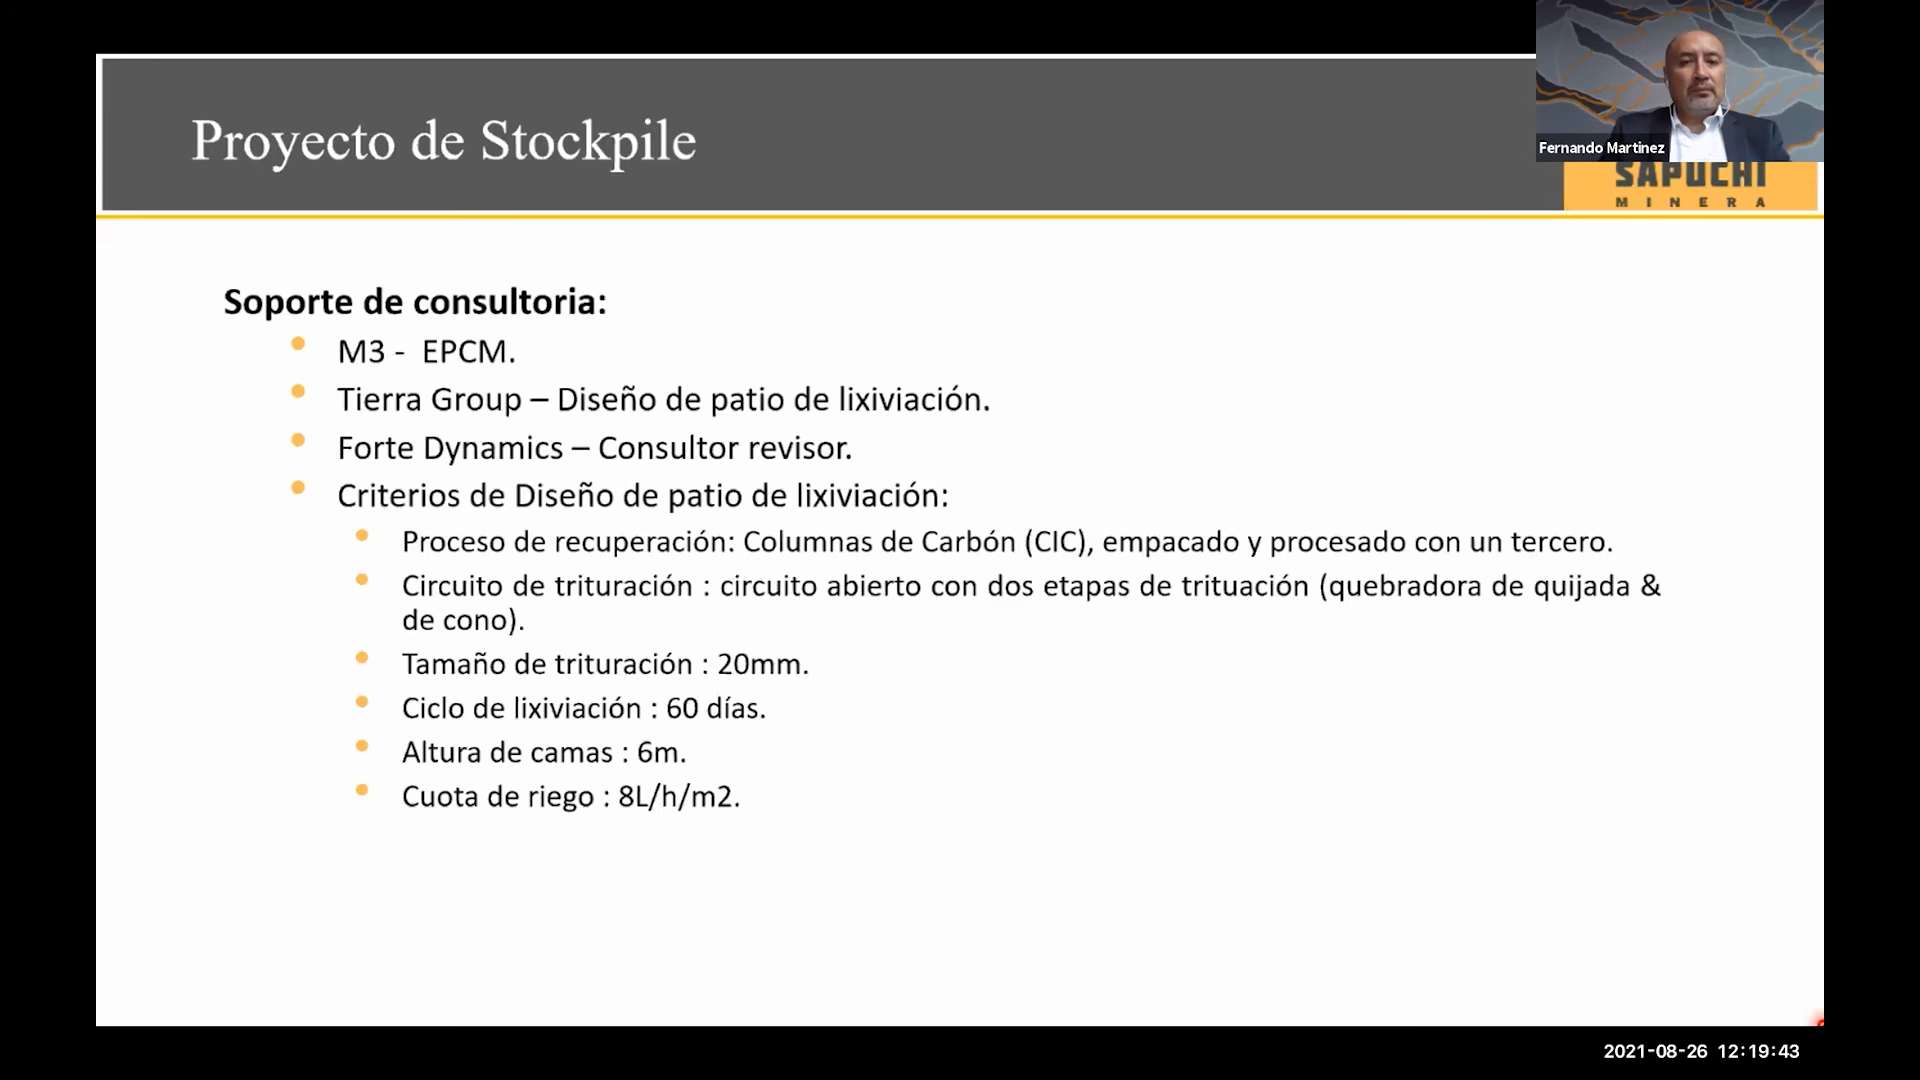 Proyecto de Stockpile
Fernando Martinez
SAPUCHI
MINERA
Soporte de consultoria:
• M3 - EPCM.
• Tierra Group – Diseño de patio de lixiviación.
• Forte Dynamics – Consultor revisor.
• Criterios de Diseño de patio de lixiviación:
• Proceso de recuperación: Columnas de Carbón (CIC), empacado y procesado con un tercero.
• Circuito de trituración : circuito abierto con dos etapas de trituación (quebradora de quijada &
de cono).
• Tamaño de trituración : 20mm.
• Ciclo de lixiviación : 60 días.
• Altura de camas : 6m.
• Cuota de riego : 8L/h/m2.
2021-08-26 12:19:43